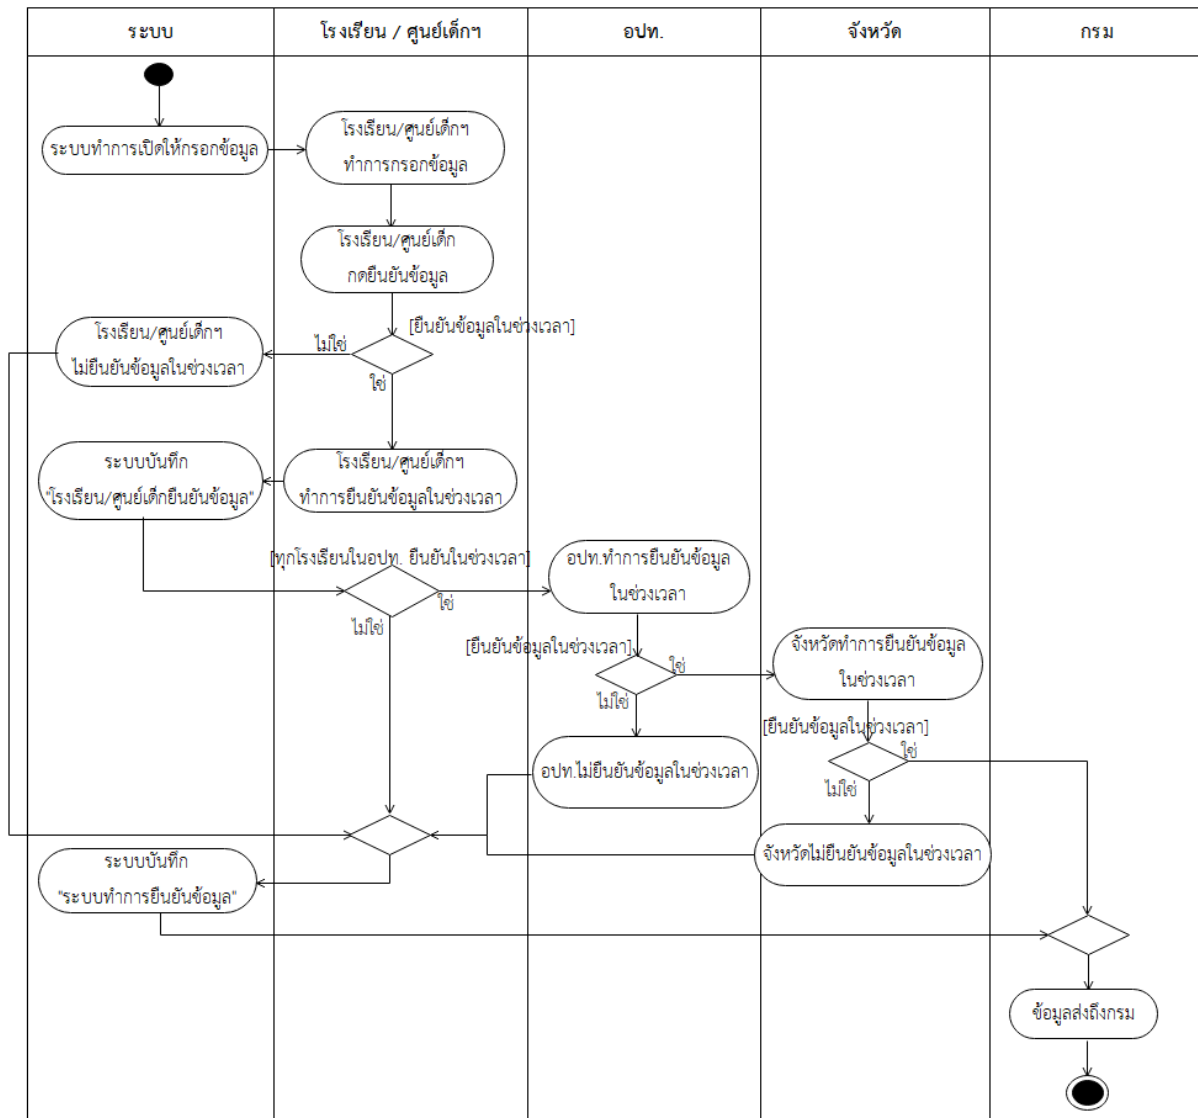 ระบบ
โรงเรียน / ศูนย์เด็กฯ
อปท.
จังหวัด
กรม
ระบบทำการเปิดให้กรอกข้อมูล
โรงเรียน/ศูนย์เด็กฯ
ทำการกรอกข้อมูล
โรงเรียน/ศูนย์เด็ก
กดยืนยันข้อมูล
[ยืนยันข้อมูลในช่วงเวลา]
ไม่ใช่
ใช่
โรงเรียน/ศูนย์เด็กฯ
ไม่ยืนยันข้อมูลในช่วงเวลา
โรงเรียน/ศูนย์เด็กฯ
ทำการยืนยันข้อมูลในช่วงเวลา
ระบบบันทึก
"โรงเรียน/ศูนย์เด็กยืนยันข้อมูล"
[ทุกโรงเรียนในอปท. ยืนยันในช่วงเวลา]
ใช่
ไม่ใช่
อปท.ทำการยืนยันข้อมูล
ในช่วงเวลา
[ยืนยันข้อมูลในช่วงเวลา]
ใช่
ไม่ใช่
จังหวัดทำการยืนยันข้อมูล
ในช่วงเวลา
[ยืนยันข้อมูลในช่วงเวลา]
ใช่
ไม่ใช่
อปท.ไม่ยืนยันข้อมูลในช่วงเวลา
จังหวัดไม่ยืนยันข้อมูลในช่วงเวลา
ระบบบันทึก
"ระบบทำการยืนยันข้อมูล"
ข้อมูลส่งถึงกรม